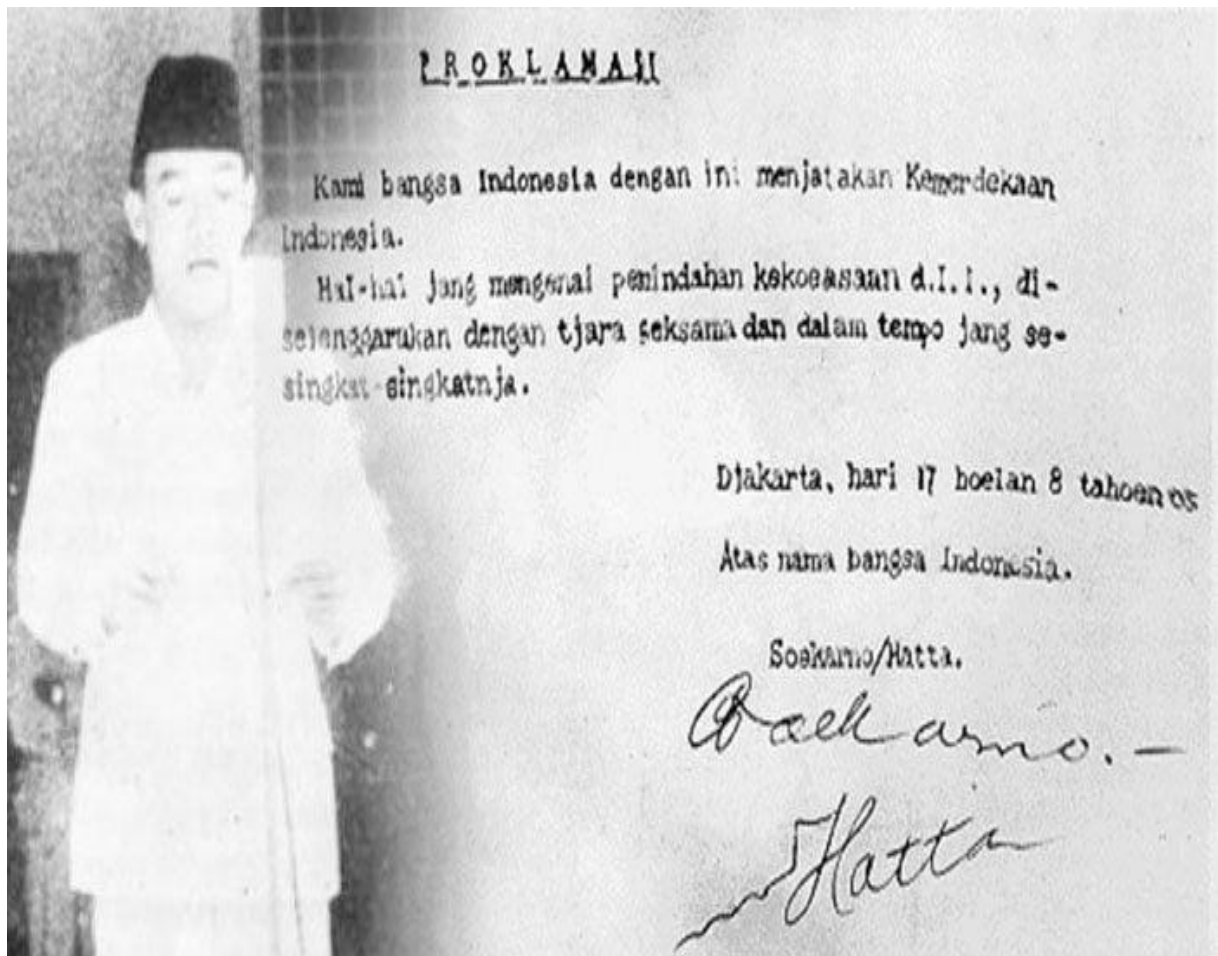 PROKLAMASI
Kami bangsa Indonesia dengan ini menjatakan Kemerdekaan
Indonesia.
Hal-hal jang mengenai pemindahan kekoeasaan d.l.l., di-
selenggarakan dengan tjara seksama dan dalam tempo jang se-
singkat-singkatnja.
Djakarta, hari 17 boelan 8 tahoen 05
Atas nama bangsa Indonesia.
Soekarno/Hatta.
Soekarno.-
Hatta